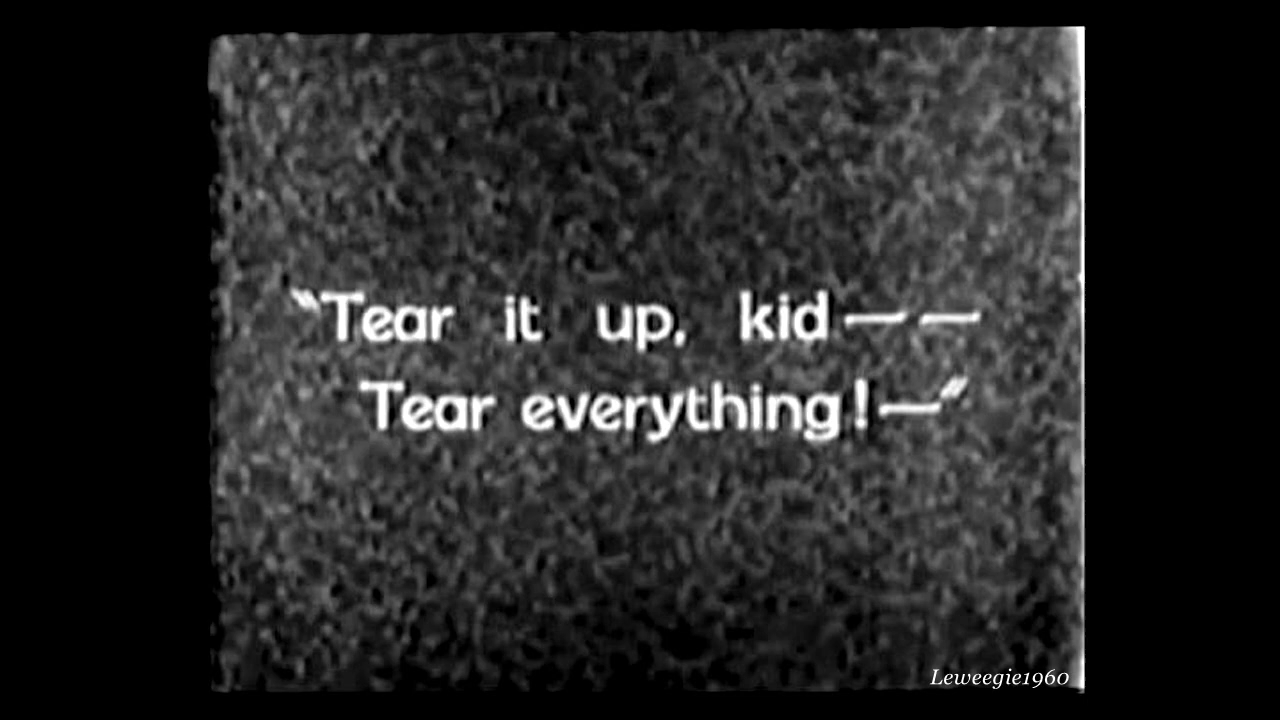 "Tear it up, kid — —
Tear everything! —"
Leweegie1960